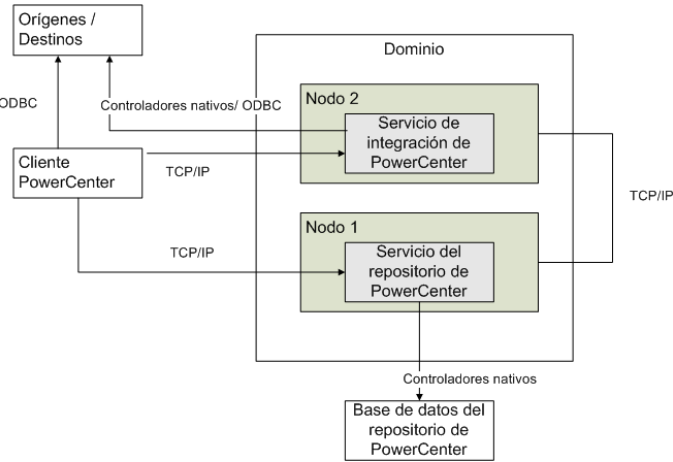 Orígenes /
Destinos
Dominio
ODBC
Controladores nativos/ ODBC
Nodo 2
Servicio de
integración de
PowerCenter
Cliente
PowerCenter
TCP/IP
TCP/IP
Nodo 1
TCP/IP
Servicio del
repositorio de
PowerCenter
Controladores nativos
Base de datos del
repositorio de
PowerCenter